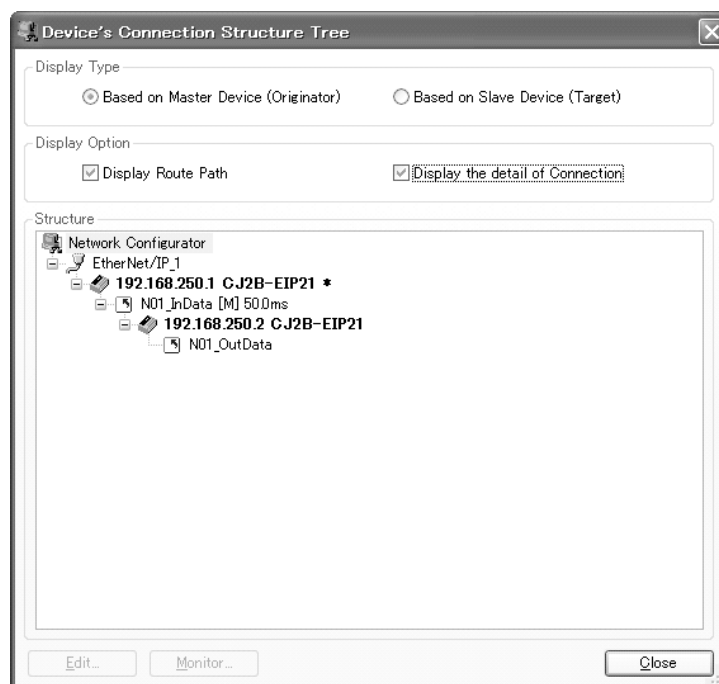 Device's Connection Structure Tree
Display Type
Based on Master Device (Originator)
Based on Slave Device (Target)
Display Option
Display Route Path
Display the detail of Connection
Structure
Network Configurator
EtherNet/IP_1
192.168.250.1 CJ2B-EIP21 *
N01_InData [M] 50.0ms
192.168.250.2 CJ2B-EIP21
N01_OutData
Edit...
Monitor...
Close